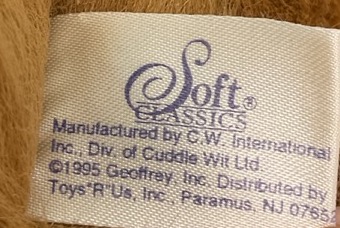 Soft®
CLASSICS
Manufactured by C.W. International
Inc., Div. of Cuddle Wit Ltd.
©1995 Geoffrey, Inc. Distributed by
Toys"R"Us, Inc., Paramus, NJ 07652